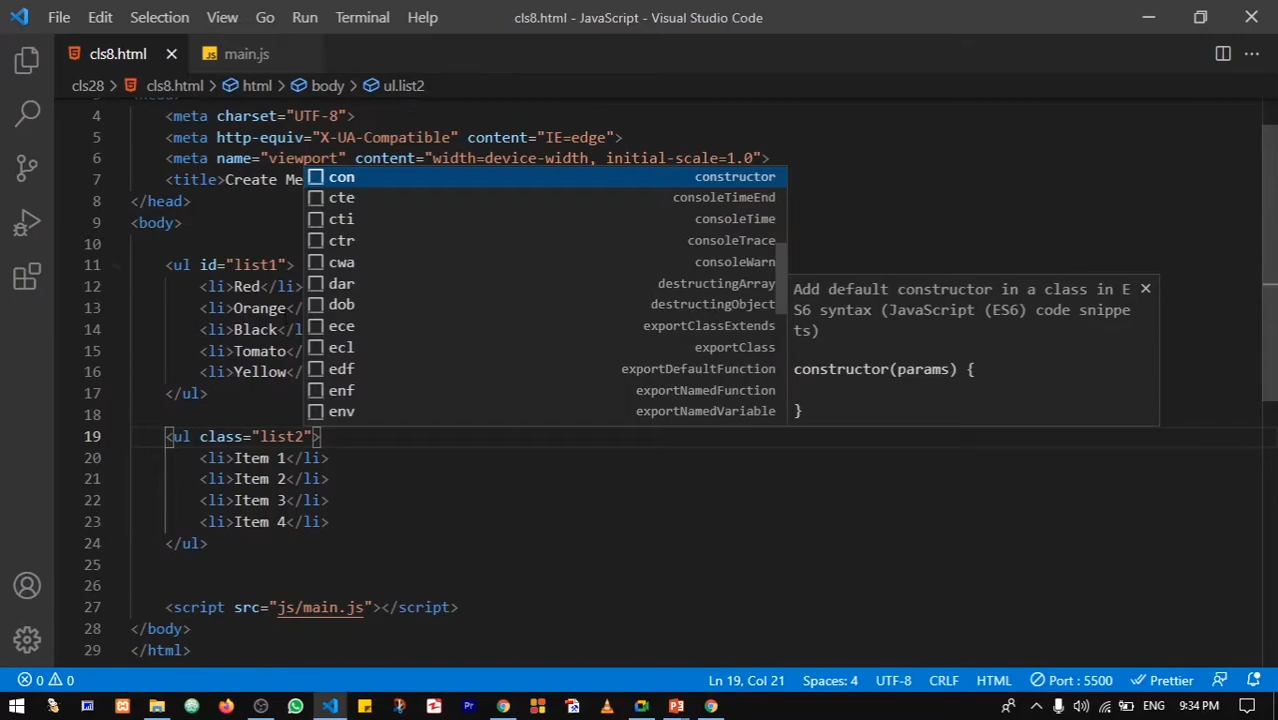 File Edit Selection View Go Run Terminal Help cls8.html - JavaScript - Visual Studio Code
cls8.html JS main.js
cls28 > cls8.html > html > body > ul.list2
4 <meta charset="UTF-8">
5 <meta http-equiv="X-UA-Compatible" content="IE=edge">
6 <meta name="viewport" content="width=device-width, initial-scale=1.0">
7 <title>Create Me
8 </head>
9 <body>
10
11 <ul id="list1">
12 <li>Red</li>
13 <li>Orange</
14 <li>Black</l
15 <li>Tomato</
16 <li>Yellow</
17 </ul>
18
19 <ul class="list2">
20 <li>Item 1</li>
21 <li>Item 2</li>
22 <li>Item 3</li>
23 <li>Item 4</li>
24 </ul>
25
26
27 <script src="js/main.js"></script>
28 </body>
29 </html>
con constructor
cte consoleTimeEnd
cti consoleTime
ctr consoleTrace
cwa consoleWarn
dar destructingArray
dob destructingObject
ece exportClassExtends
ecl exportClass
edf exportDefaultFunction
enf exportNamedFunction
env exportNamedVariable
Add default constructor in a class in E
S6 syntax (JavaScript (ES6) code snippe
ts)
constructor(params) {
}
0 0 Ln 19, Col 21 Spaces: 4 UTF-8 CRLF HTML Port : 5500 Prettier
Pr ENG 9:34 PM